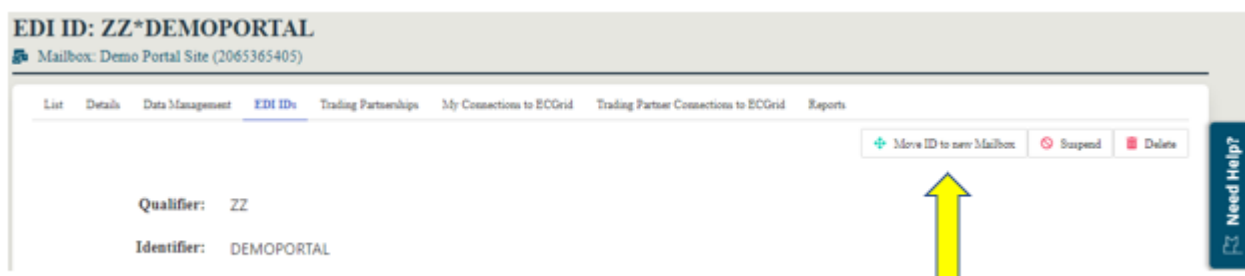 EDI ID: ZZ*DEMOPORTAL
Mailbox: Demo Portal Site (2065365405)
List Details Data Management EDI IDs Trading Partnerships My Connections to ECGrid Trading Partner Connections to ECGrid Reports
Move ID to new Mailbox Suspend Delete
Need Help?
Qualifier: ZZ
Identifier: DEMOPORTAL